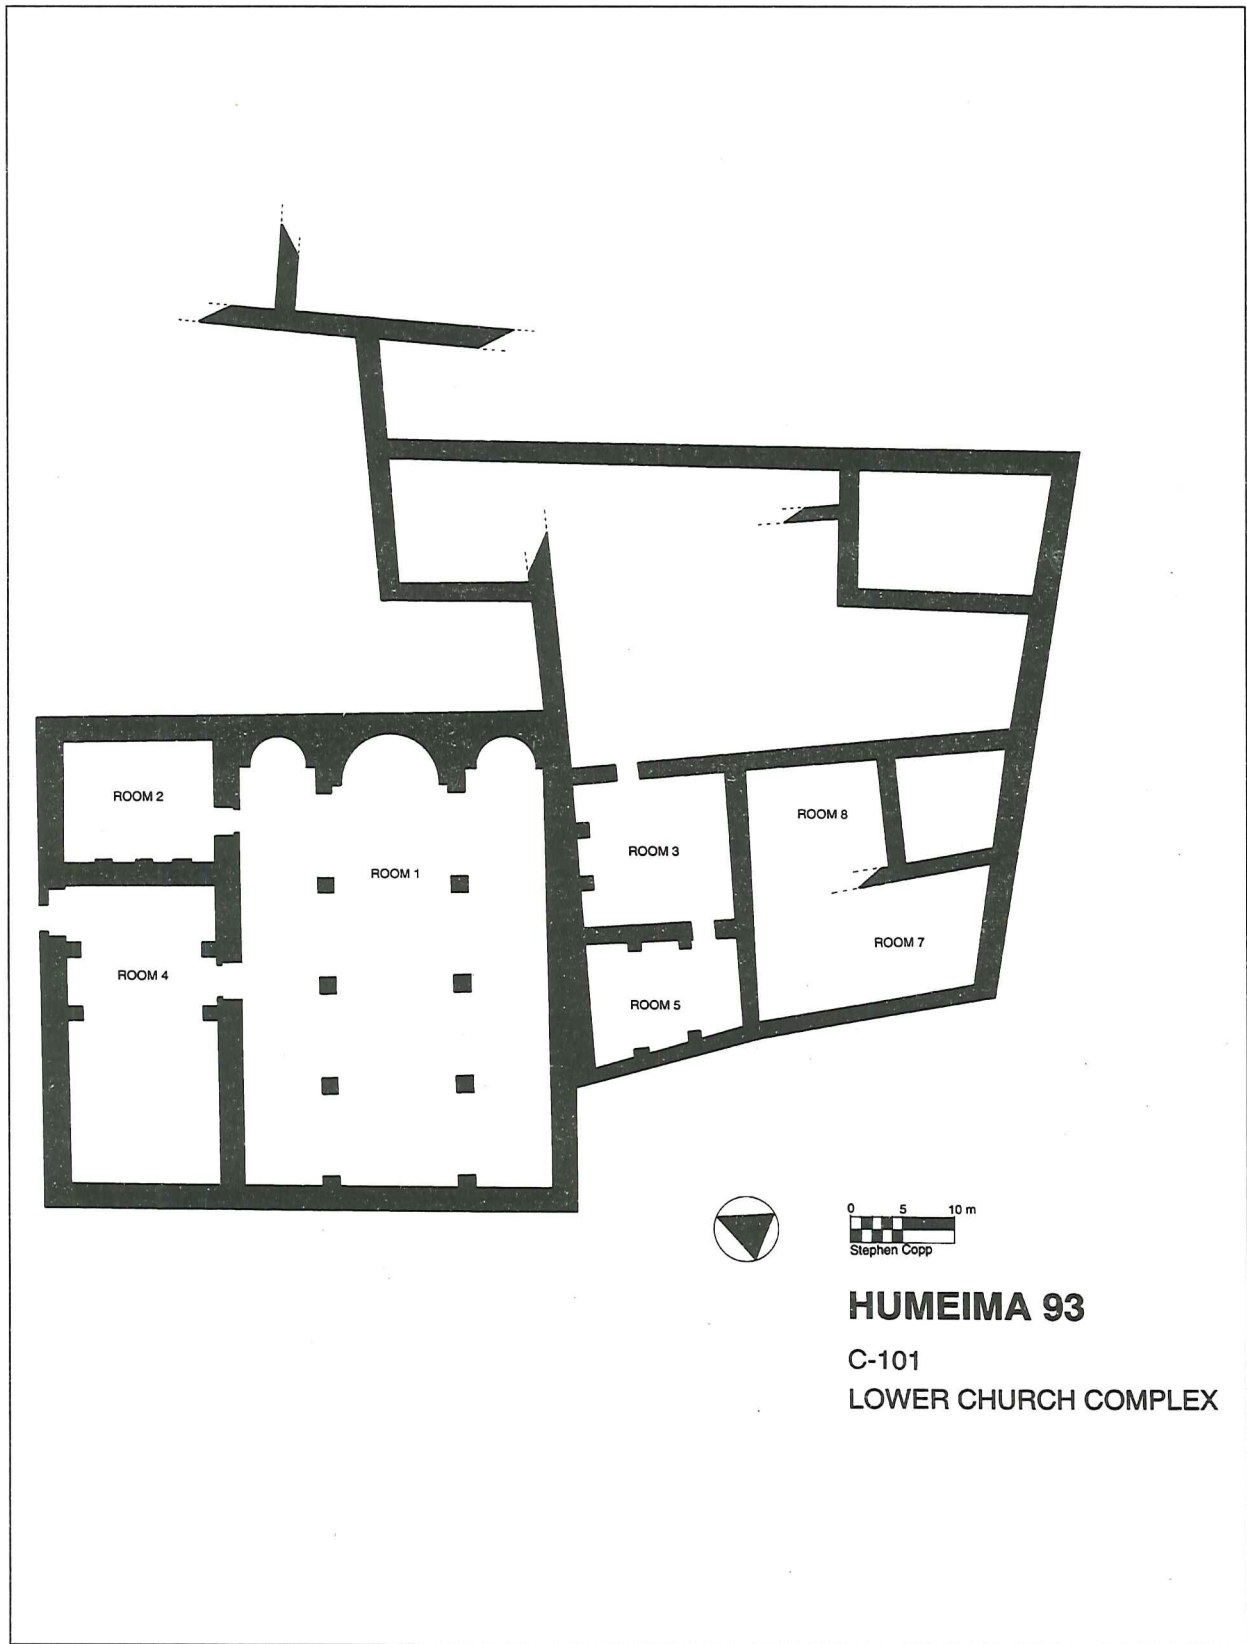 ROOM 2
ROOM 1
ROOM 4
ROOM 3
ROOM 8
ROOM 7
ROOM 5
0 5 10 m
Stephen Copp
HUMEIMA 93
C-101
LOWER CHURCH COMPLEX